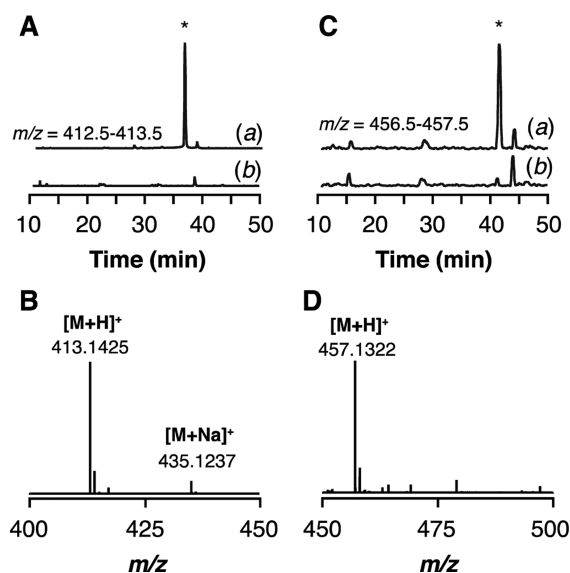 A
*
m/z = 412.5-413.5
(a)
(b)
10 20 30 40 50
Time (min)
C
*
m/z = 456.5-457.5
(a)
(b)
10 20 30 40 50
Time (min)
B
[M+H]+
413.1425
[M+Na]+
435.1237
400 425 450
m/z
D
[M+H]+
457.1322
450 475 500
m/z